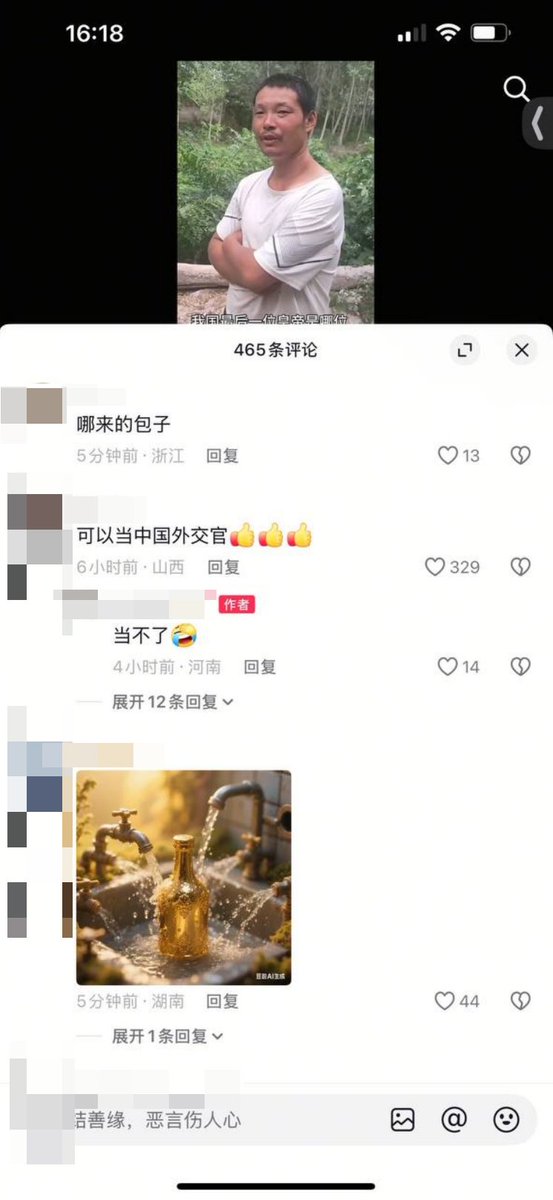 16:18
我国最后一位皇帝是哪位
465条评论
哪来的包子
5分钟前·浙江 回复
13
可以当中国外交官👍👍👍
6小时前·山西 回复
329
作者
当不了🤣
4小时前·河南 回复
14
展开12条回复
豆包AI生成
5分钟前·湖南 回复
44
展开1条回复
结善缘，恶言伤人心